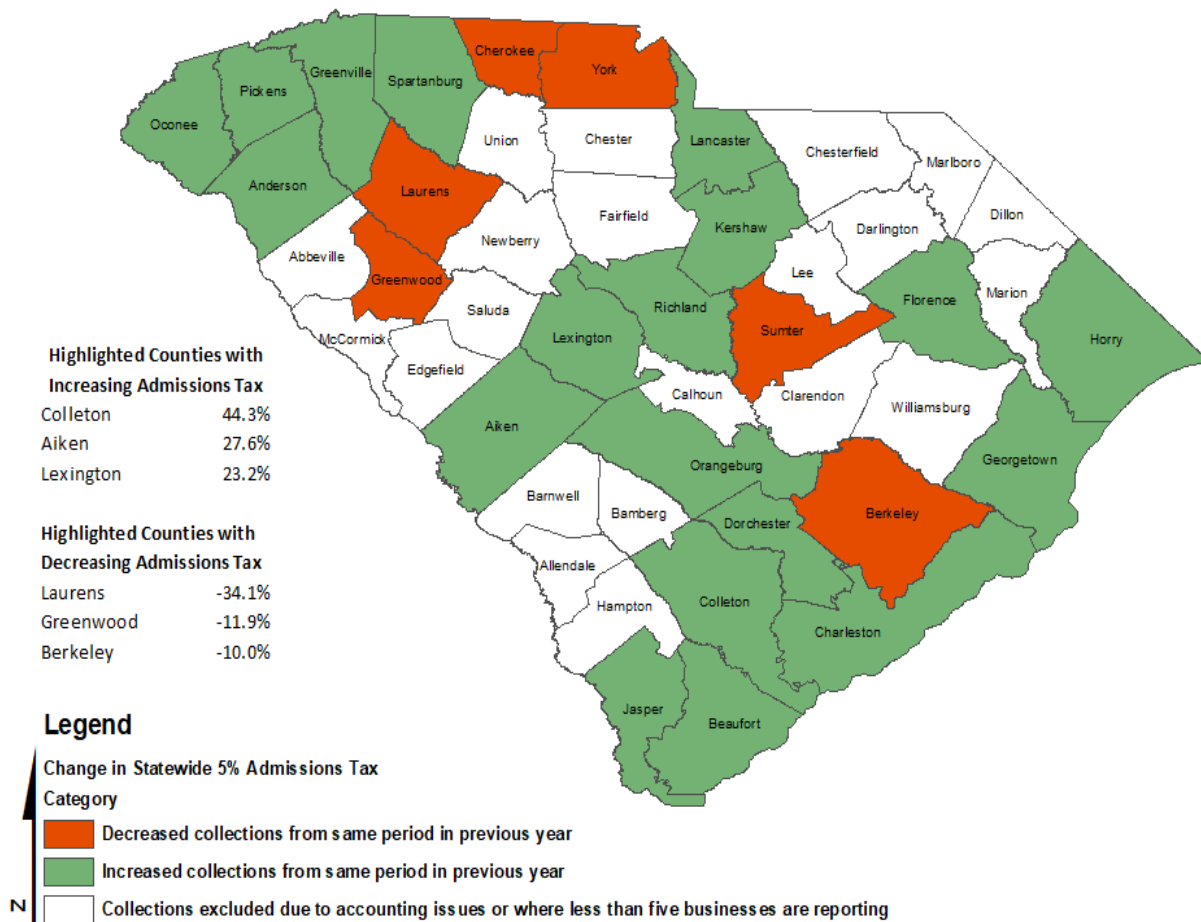 Cherokee
York
Greenville
Spartanburg
Pickens
Oconee
Union
Chester
Lancaster
Chesterfield
Marlboro
Anderson
Laurens
Fairfield
Kershaw
Darlington
Dillon
Newberry
Abbeville
Lee
Greenwood
Richland
Florence
Marion
Saluda
Sumter
McCormick
Lexington
Horry
Edgefield
Calhoun
Clarendon
Williamsburg
Aiken
Orangeburg
Georgetown
Barnwell
Bamberg
Dorchester
Berkeley
Allendale
Hampton
Colleton
Charleston
Jasper
Beaufort
Highlighted Counties with
Increasing Admissions Tax
Colleton 44.3%
Aiken 27.6%
Lexington 23.2%
Highlighted Counties with
Decreasing Admissions Tax
Laurens -34.1%
Greenwood -11.9%
Berkeley -10.0%
Legend
Change in Statewide 5% Admissions Tax
Category
Decreased collections from same period in previous year
Increased collections from same period in previous year
Collections excluded due to accounting issues or where less than five businesses are reporting
N